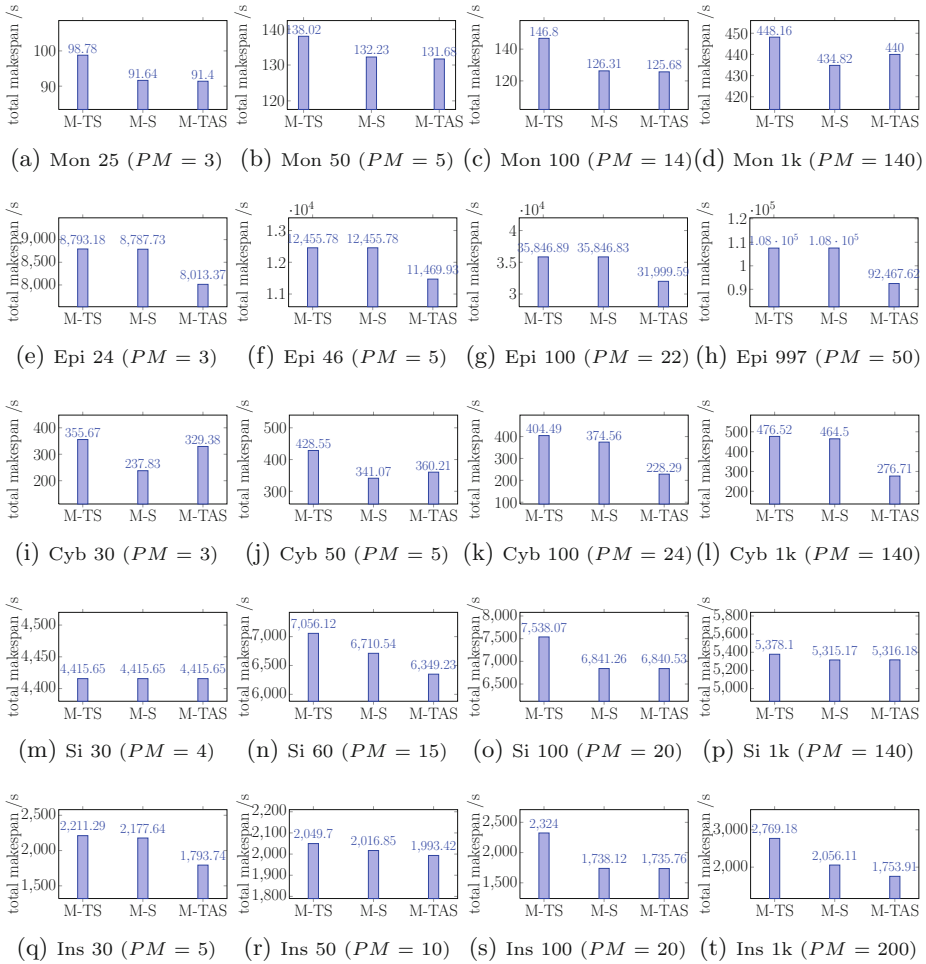 total makespan /s
100
90
98.78
91.64
91.4
M-TS M-S M-TAS
(a) Mon 25 (PM = 3)
total makespan /s
140
130
120
138.02
132.23
131.68
M-TS M-S M-TAS
(b) Mon 50 (PM = 5)
total makespan /s
140
120
146.8
126.31
125.68
M-TS M-S M-TAS
(c) Mon 100 (PM = 14)
total makespan /s
450
440
430
420
448.16
434.82
440
M-TS M-S M-TAS
(d) Mon 1k (PM = 140)
total makespan /s
9,000
8,500
8,000
8,793.18
8,787.73
8,013.37
M-TS M-S M-TAS
(e) Epi 24 (PM = 3)
total makespan /s
·10^4
1.3
1.2
1.1
12,455.78
12,455.78
11,469.93
M-TS M-S M-TAS
(f) Epi 46 (PM = 5)
total makespan /s
·10^4
4
3.5
3
35,846.89
35,846.83
31,999.59
M-TS M-S M-TAS
(g) Epi 100 (PM = 22)
total makespan /s
·10^5
1.2
1.1
1
0.9
1.08 · 10^5
1.08 · 10^5
92,467.62
M-TS M-S M-TAS
(h) Epi 997 (PM = 50)
total makespan /s
400
300
200
355.67
237.83
329.38
M-TS M-S M-TAS
(i) Cyb 30 (PM = 3)
total makespan /s
500
400
300
428.55
341.07
360.21
M-TS M-S M-TAS
(j) Cyb 50 (PM = 5)
total makespan /s
400
300
200
100
404.49
374.56
228.29
M-TS M-S M-TAS
(k) Cyb 100 (PM = 24)
total makespan /s
500
400
300
200
476.52
464.5
276.71
M-TS M-S M-TAS
(l) Cyb 1k (PM = 140)
total makespan /s
4,500
4,450
4,400
4,415.65
4,415.65
4,415.65
M-TS M-S M-TAS
(m) Si 30 (PM = 4)
total makespan /s
7,000
6,500
6,000
7,056.12
6,710.54
6,349.23
M-TS M-S M-TAS
(n) Si 60 (PM = 15)
total makespan /s
8,000
7,500
7,000
6,500
7,538.07
6,841.26
6,840.53
M-TS M-S M-TAS
(o) Si 100 (PM = 20)
total makespan /s
5,800
5,600
5,400
5,200
5,000
5,378.1
5,315.17
5,316.18
M-TS M-S M-TAS
(p) Si 1k (PM = 140)
total makespan /s
2,500
2,000
1,500
2,211.29
2,177.64
1,793.74
M-TS M-S M-TAS
(q) Ins 30 (PM = 5)
total makespan /s
2,200
2,100
2,000
1,900
1,800
2,049.7
2,016.85
1,993.42
M-TS M-S M-TAS
(r) Ins 50 (PM = 10)
total makespan /s
2,500
2,000
1,500
2,324
1,738.12
1,735.76
M-TS M-S M-TAS
(s) Ins 100 (PM = 20)
total makespan /s
3,000
2,000
2,769.18
2,056.11
1,753.91
M-TS M-S M-TAS
(t) Ins 1k (PM = 200)